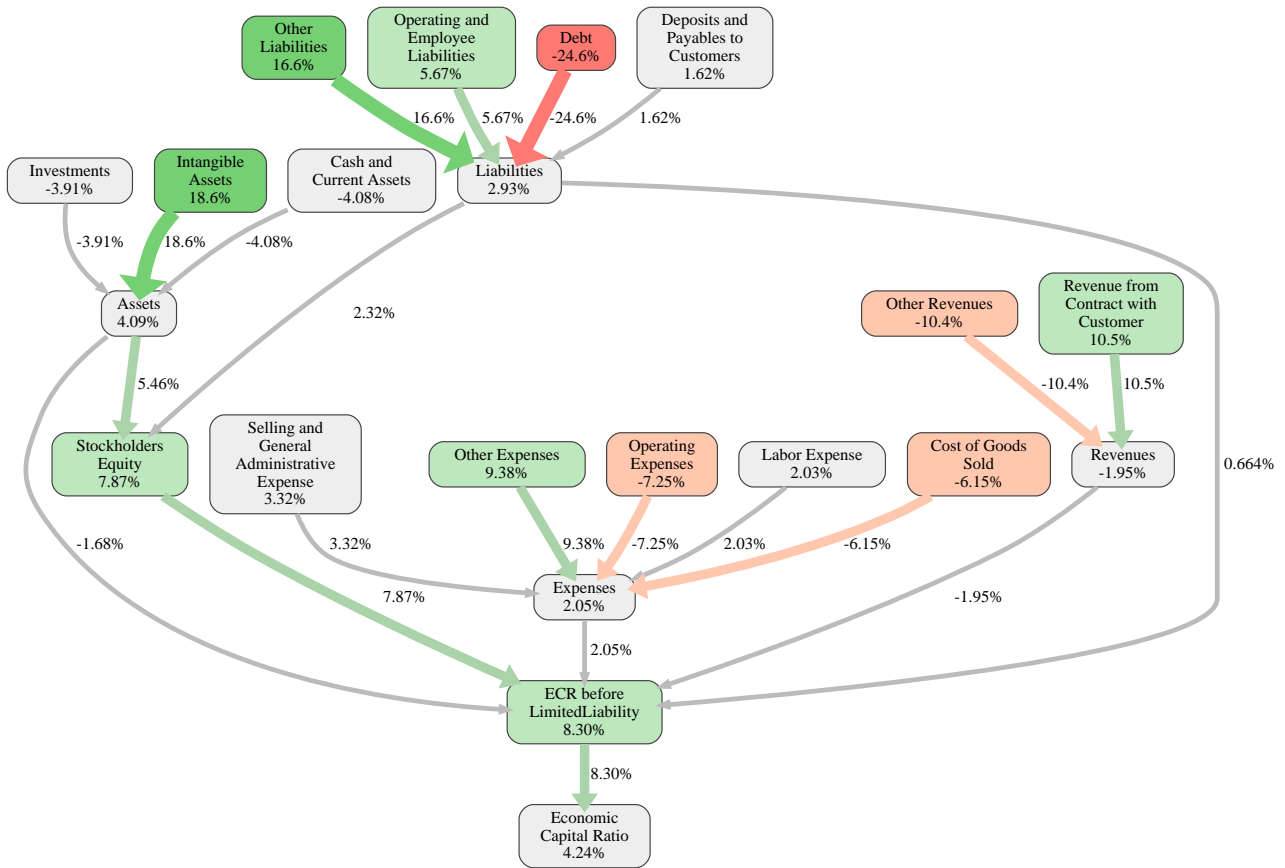 Other
Liabilities
16.6%
Operating and
Employee
Liabilities
5.67%
Debt
-24.6%
Deposits and
Payables to
Customers
1.62%
16.6%
5.67%
-24.6%
1.62%
Investments
-3.91%
Intangible
Assets
18.6%
Cash and
Current Assets
-4.08%
Liabilities
2.93%
-3.91%
18.6%
-4.08%
Assets
4.09%
2.32%
Other Revenues
-10.4%
Revenue from
Contract with
Customer
10.5%
5.46%
-10.4%
10.5%
Stockholders
Equity
7.87%
Selling and
General
Administrative
Expense
3.32%
Other Expenses
9.38%
Operating
Expenses
-7.25%
Labor Expense
2.03%
Cost of Goods
Sold
-6.15%
Revenues
-1.95%
0.664%
-1.68%
3.32%
9.38%
-7.25%
2.03%
-6.15%
7.87%
Expenses
2.05%
-1.95%
2.05%
ECR before
LimitedLiability
8.30%
8.30%
Economic
Capital Ratio
4.24%